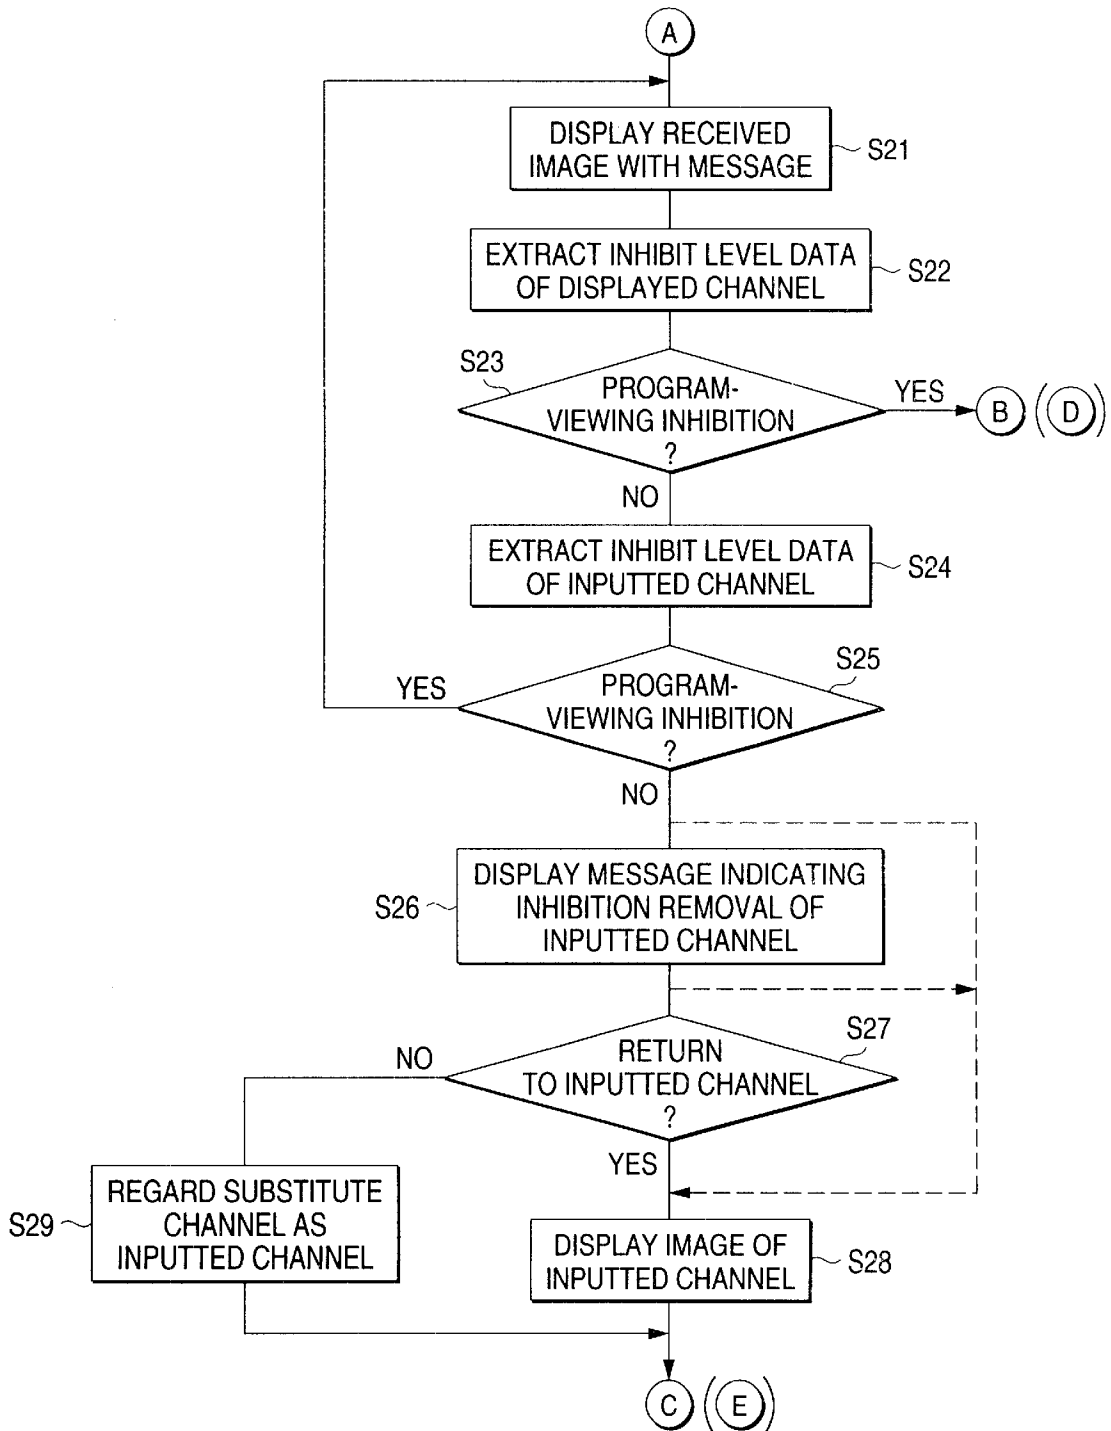 A
DISPLAY RECEIVED
IMAGE WITH MESSAGE
S21
EXTRACT INHIBIT LEVEL DATA
OF DISPLAYED CHANNEL
S22
S23
PROGRAM-
VIEWING INHIBITION
?
YES
B (D)
NO
EXTRACT INHIBIT LEVEL DATA
OF INPUTTED CHANNEL
S24
S25
YES
PROGRAM-
VIEWING INHIBITION
?
NO
S26
DISPLAY MESSAGE INDICATING
INHIBITION REMOVAL OF
INPUTTED CHANNEL
S27
NO
RETURN
TO INPUTTED CHANNEL
?
YES
S29
REGARD SUBSTITUTE
CHANNEL AS
INPUTTED CHANNEL
DISPLAY IMAGE OF
INPUTTED CHANNEL
S28
C (E)